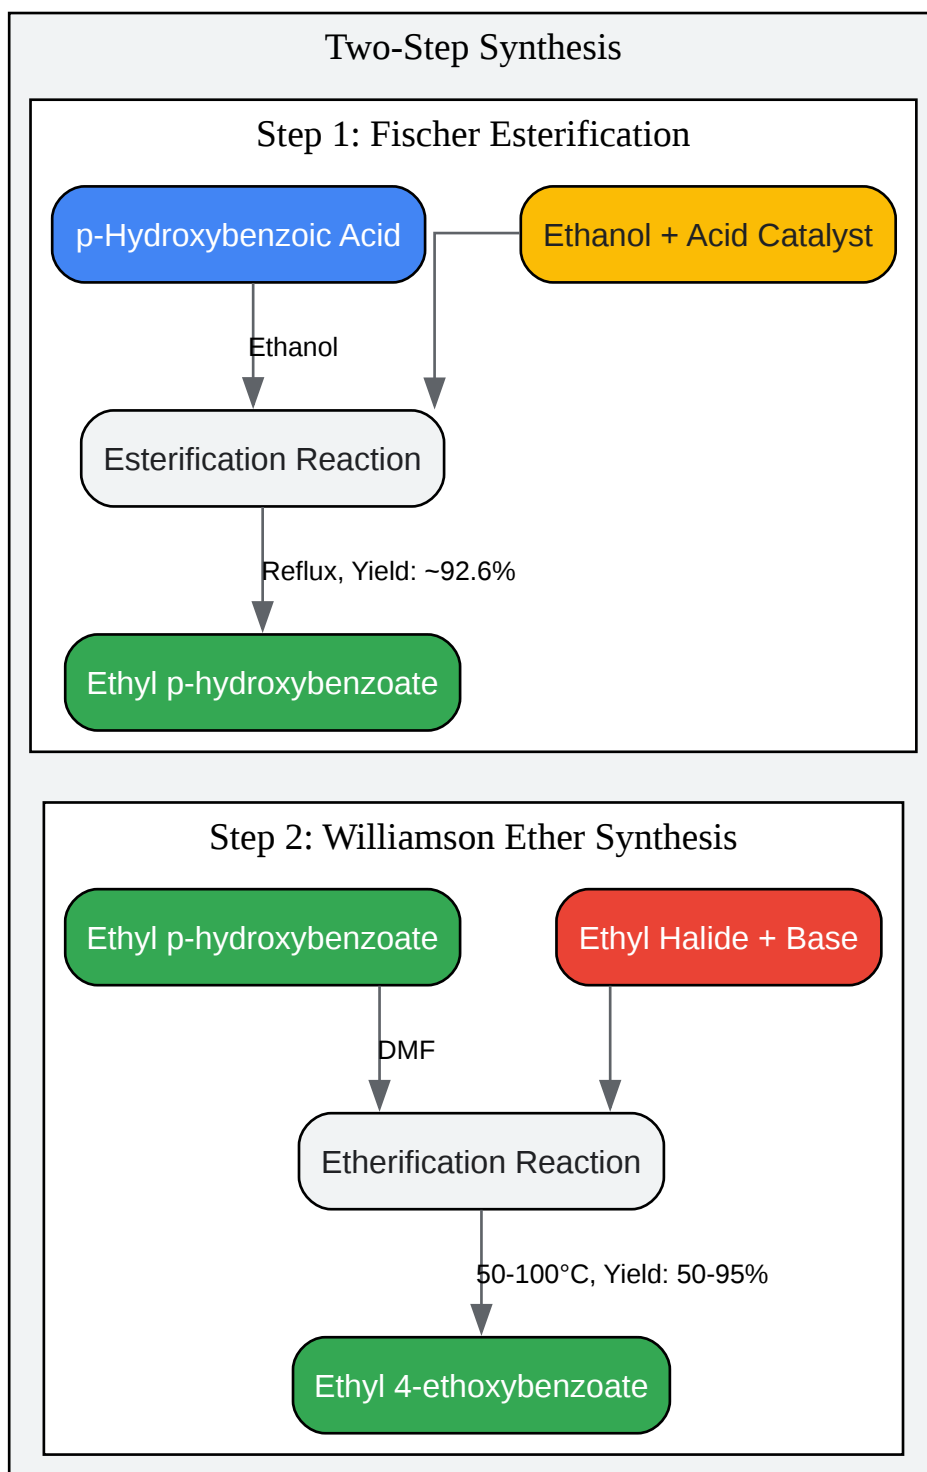 Two-Step Synthesis
Step 1: Fischer Esterification
p-Hydroxybenzoic Acid
Ethanol + Acid Catalyst
Ethanol
Esterification Reaction
Reflux, Yield: ~92.6%
Ethyl p-hydroxybenzoate
Step 2: Williamson Ether Synthesis
Ethyl p-hydroxybenzoate
Ethyl Halide + Base
DMF
Etherification Reaction
50-100°C, Yield: 50-95%
Ethyl 4-ethoxybenzoate